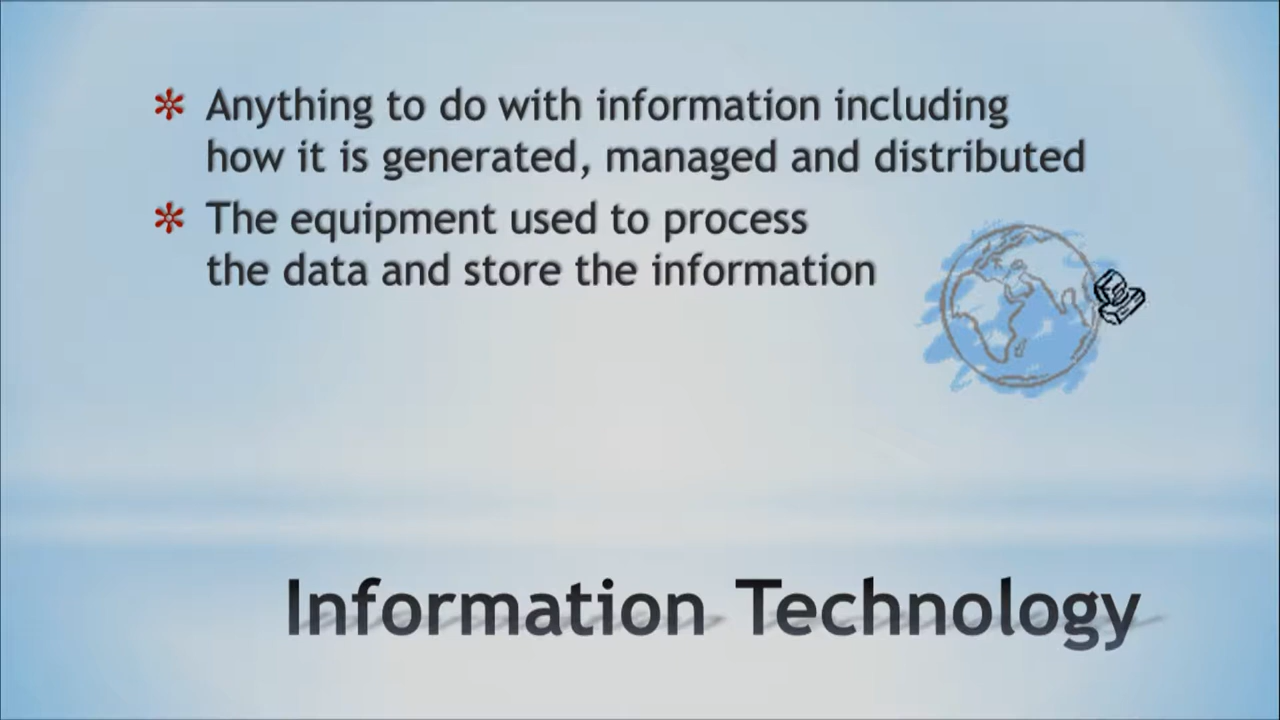 Anything to do with information including
how it is generated, managed and distributed
The equipment used to process
the data and store the information
Information Technology